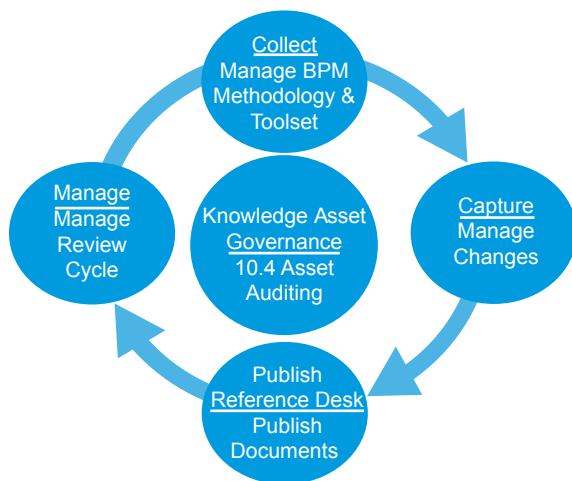 Collect
Manage BPM
Methodology &
Toolset
Manage
Manage
Review
Cycle
Knowledge Asset
Governance
10.4 Asset
Auditing
Capture
Manage
Changes
Publish
Reference Desk
Publish
Documents